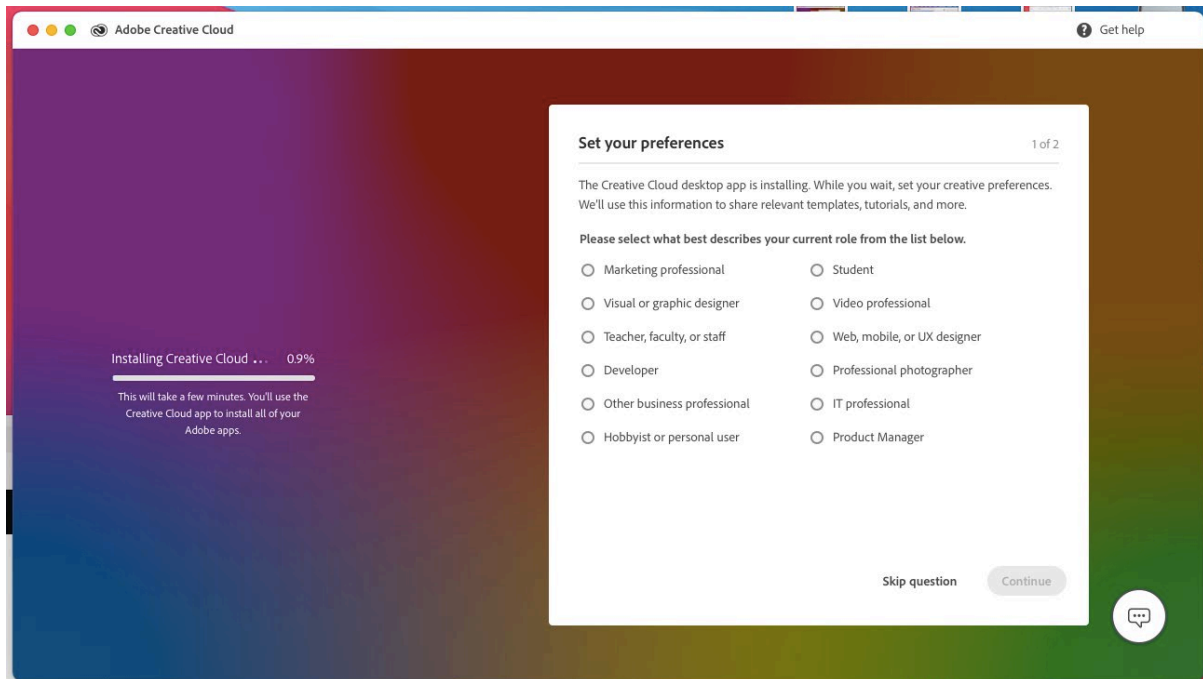 Adobe Creative Cloud
Get help
Installing Creative Cloud ... 0.9%
This will take a few minutes. You'll use the
Creative Cloud app to install all of your
Adobe apps.
Set your preferences
1 of 2
The Creative Cloud desktop app is installing. While you wait, set your creative preferences.
We'll use this information to share relevant templates, tutorials, and more.
Please select what best describes your current role from the list below.
Marketing professional
Student
Visual or graphic designer
Video professional
Teacher, faculty, or staff
Web, mobile, or UX designer
Developer
Professional photographer
Other business professional
IT professional
Hobbyist or personal user
Product Manager
Skip question
Continue